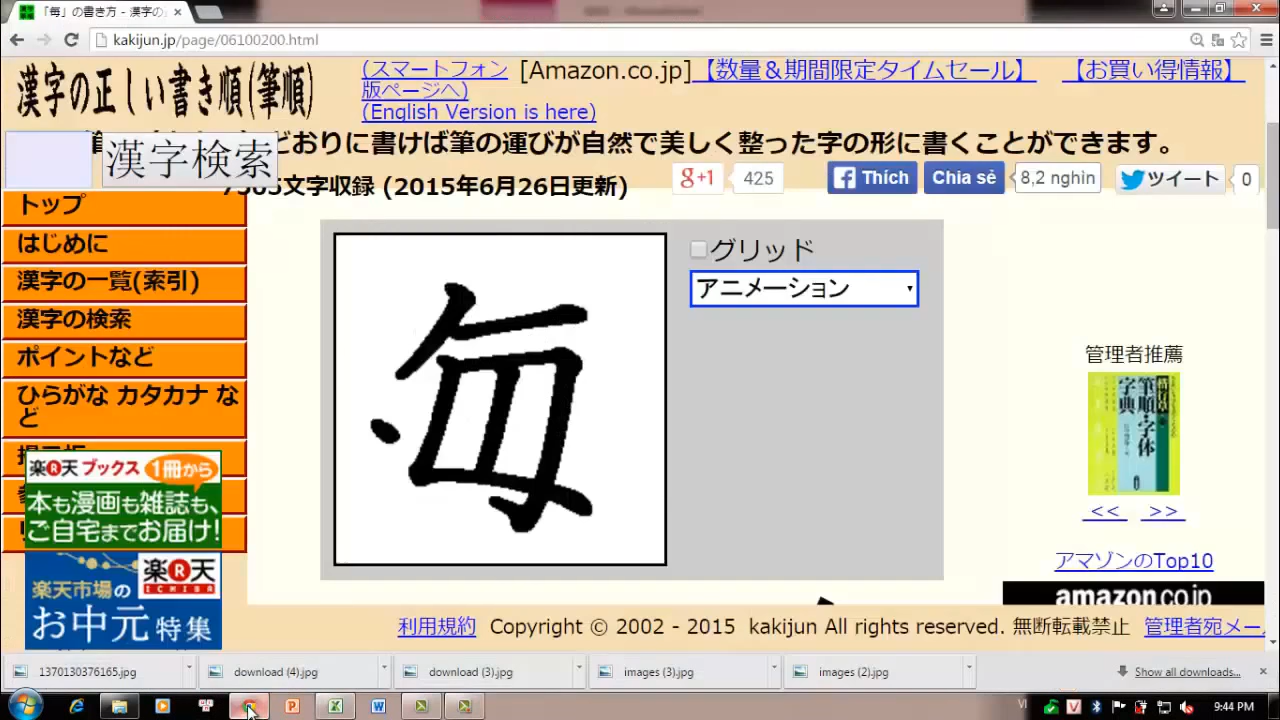 「毎」の書き方 - 漢字の
kakijun.jp/page/06100200.html
漢字の正しい書き順(筆順)
(スマートフォン版ページへ)
(English Version is here)
[Amazon.co.jp]【数量&期間限定タイムセール】 【お買い得情報】
どおりに書けば筆の運びが自然で美しく整った字の形に書くことができます。
漢字検索
文字収録 (2015年6月26日更新)
g+1 425
Thích
Chia sẻ 8,2 nghìn
ツイート 0
トップ
はじめに
漢字の一覧(索引)
漢字の検索
ポイントなど
ひらがな カタカナ など
楽天ブックス 1冊から
本も漫画も雑誌も、
ご自宅までお届け!
楽天市場の
楽R天
ICHIBA
お中元特集
毎
グリッド
アニメーション
管理者推薦
筆順・字体
字典
<< >>
アマゾンのTop10
amazon.co.jp
利用規約 Copyright © 2002 - 2015 kakijun All rights reserved. 無断転載禁止 管理者宛メー
1370130376165.jpg
download (4).jpg
download (3).jpg
images (3).jpg
images (2).jpg
Show all downloads...
VI
9:44 PM